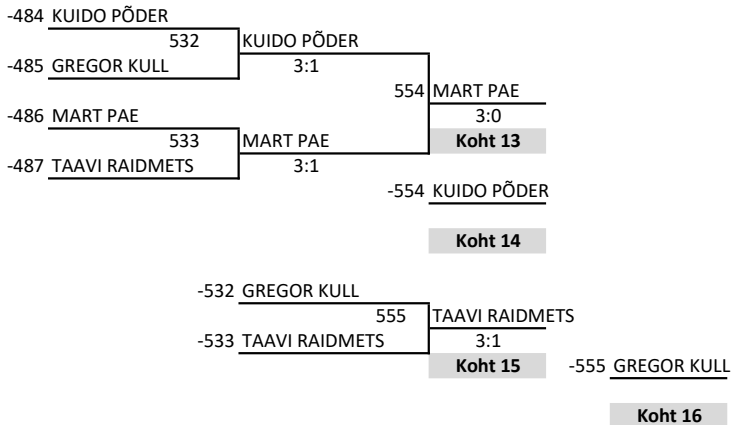 -484 KUIDO PÕDER
532 KUIDO PÕDER
-485 GREGOR KULL 3:1
554 MART PAE
-486 MART PAE 3:0
533 MART PAE Koht 13
-487 TAAVI RAIDMETS 3:1
-554 KUIDO PÕDER
Koht 14
-532 GREGOR KULL
555 TAAVI RAIDMETS
-533 TAAVI RAIDMETS 3:1
Koht 15 -555 GREGOR KULL
Koht 16